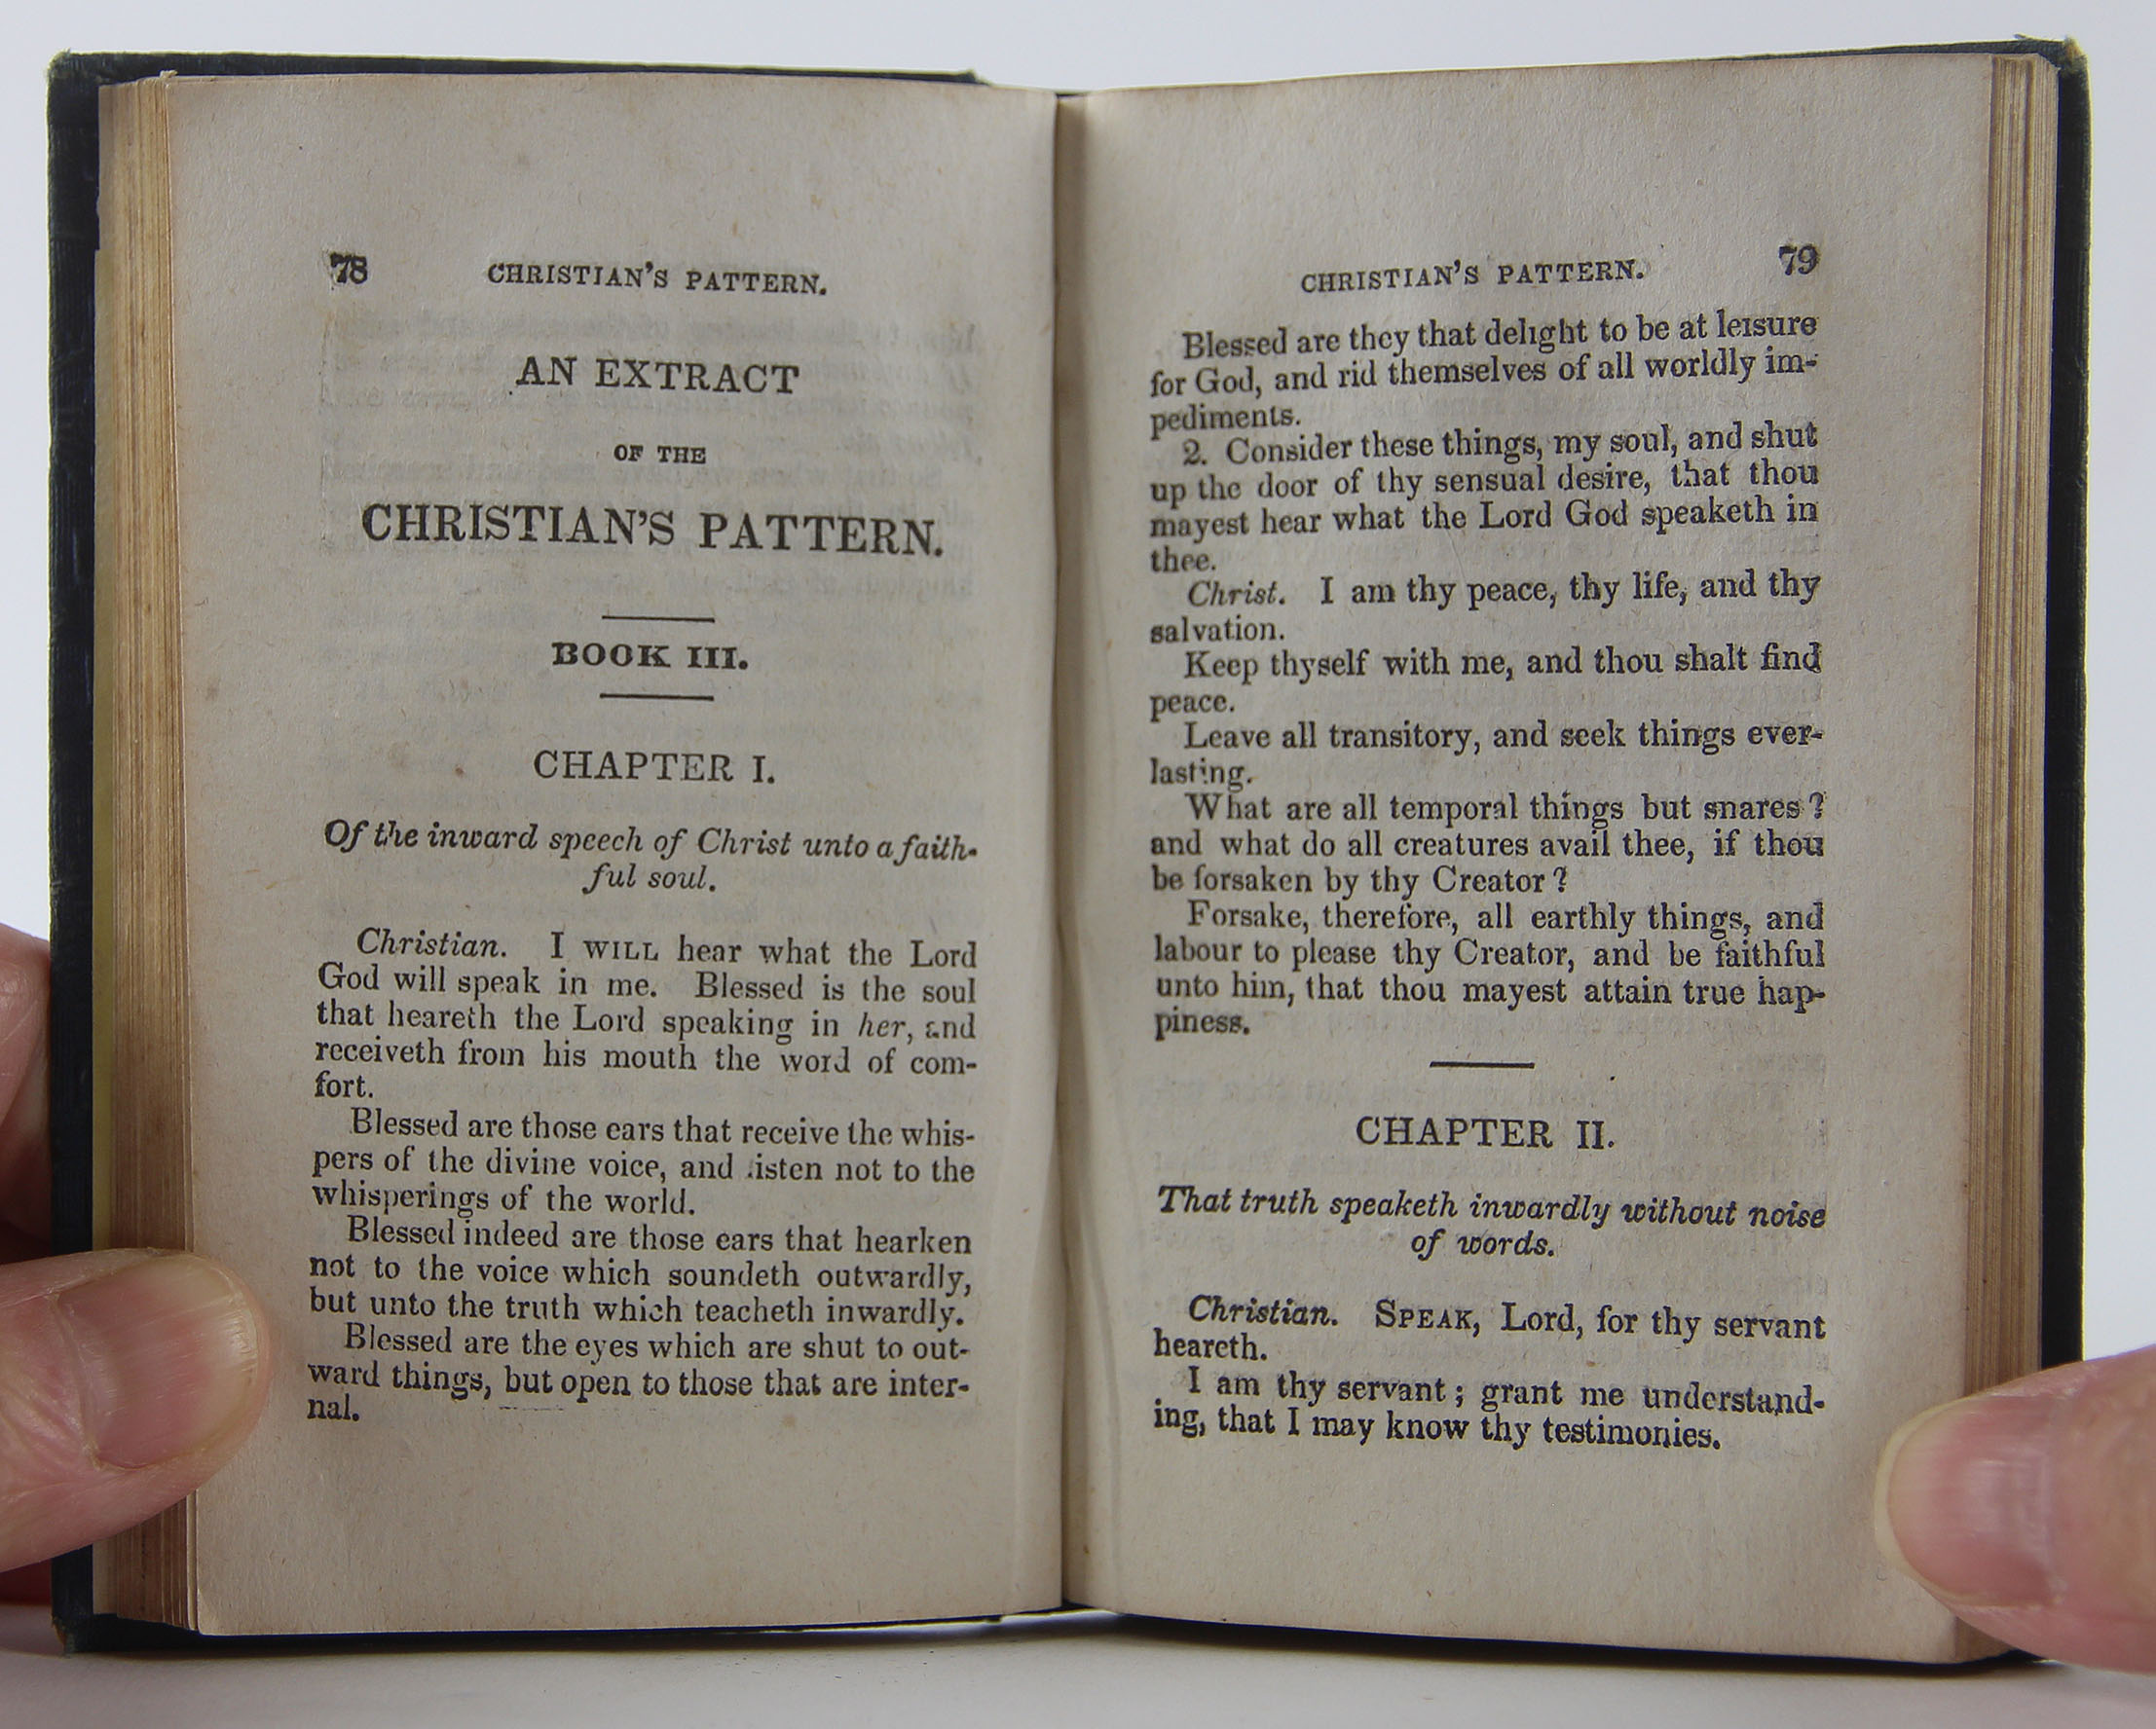 78 CHRISTIAN'S PATTERN.
AN EXTRACT
OF THE
CHRISTIAN'S PATTERN.
BOOK III.
CHAPTER I.
Of the inward speech of Christ unto a faith-
ful soul.
Christian. I WILL hear what the Lord
God will speak in me. Blessed is the soul
that heareth the Lord speaking in her, and
receiveth from his mouth the word of com-
fort.
Blessed are those ears that receive the whis-
pers of the divine voice, and listen not to the
whisperings of the world.
Blessed indeed are those ears that hearken
not to the voice which soundeth outwardly,
but unto the truth which teacheth inwardly.
Blessed are the eyes which are shut to out-
ward things, but open to those that are inter-
nal.
CHRISTIAN'S PATTERN. 79
Blessed are they that delight to be at leisure
for God, and rid themselves of all worldly im-
pediments.
2. Consider these things, my soul, and shut
up the door of thy sensual desire, that thou
mayest hear what the Lord God speaketh in
thee.
Christ. I am thy peace, thy life, and thy
salvation.
Keep thyself with me, and thou shalt find
peace.
Leave all transitory, and seek things ever-
lasting.
What are all temporal things but snares?
and what do all creatures avail thee, if thou
be forsaken by thy Creator?
Forsake, therefore, all earthly things, and
labour to please thy Creator, and be faithful
unto him, that thou mayest attain true hap-
piness.
CHAPTER II.
That truth speaketh inwardly without noise
of words.
Christian. SPEAK, Lord, for thy servant
heareth.
I am thy servant; grant me understand-
ing, that I may know thy testimonies.